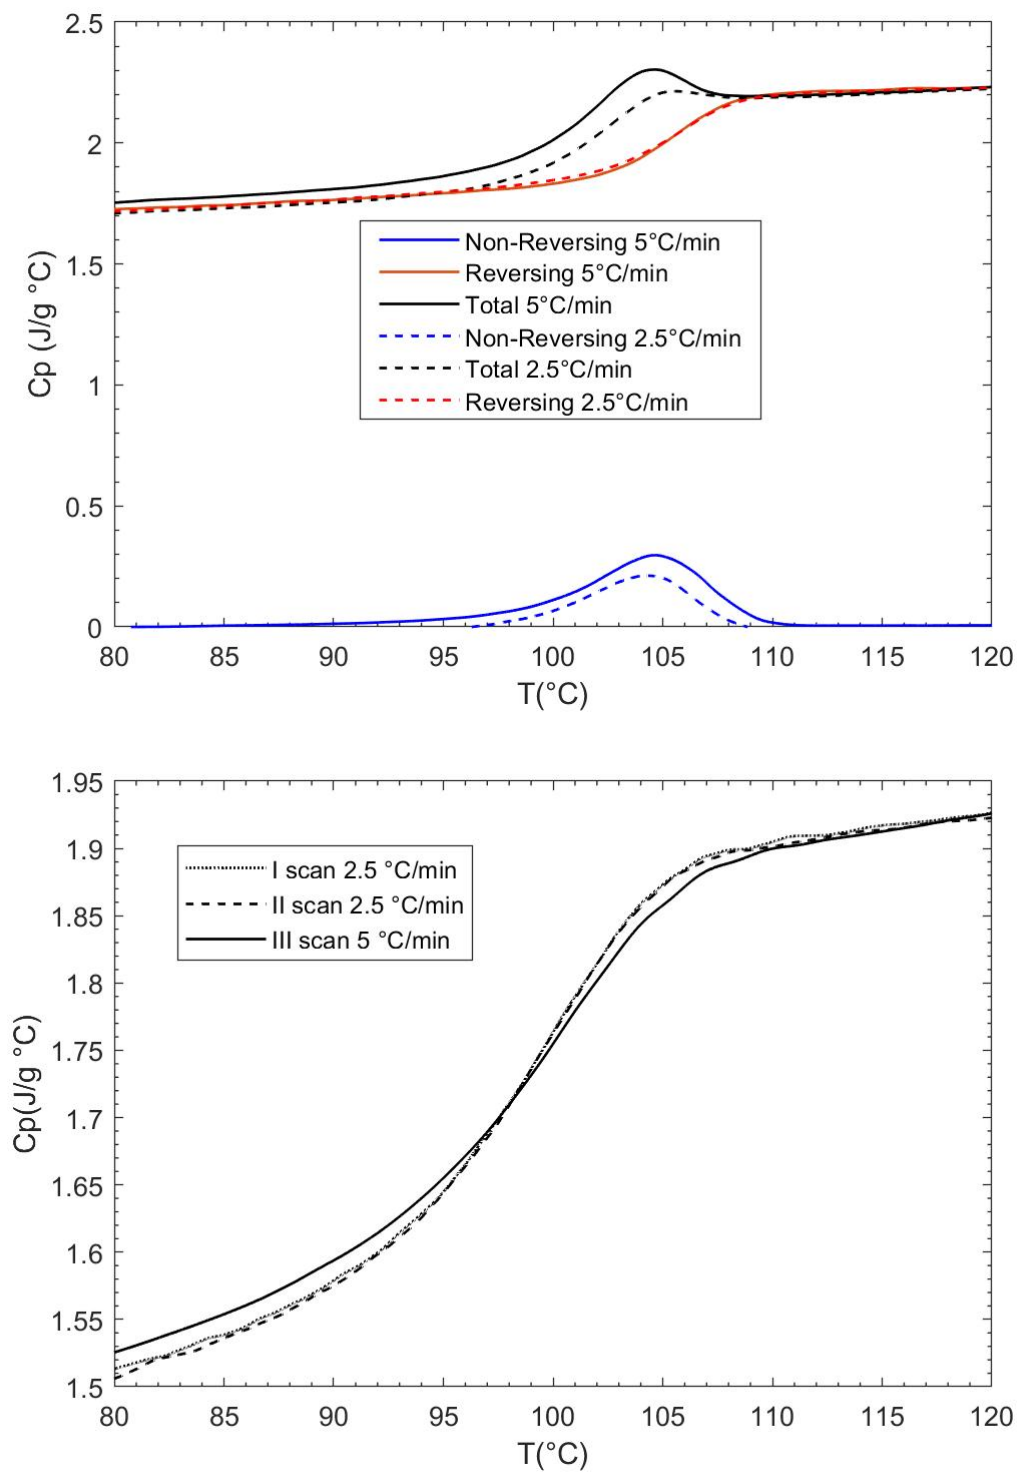 2.5
2
1.5
1
0.5
0
Cp (J/g °C)
Non-Reversing 5°C/min
Reversing 5°C/min
Total 5°C/min
Non-Reversing 2.5°C/min
Total 2.5°C/min
Reversing 2.5°C/min
80 85 90 95 100 105 110 115 120
T(°C)
1.95
1.9
1.85
1.8
1.75
1.7
1.65
1.6
1.55
1.5
Cp(J/g °C)
I scan 2.5 °C/min
II scan 2.5 °C/min
III scan 5 °C/min
80 85 90 95 100 105 110 115 120
T(°C)